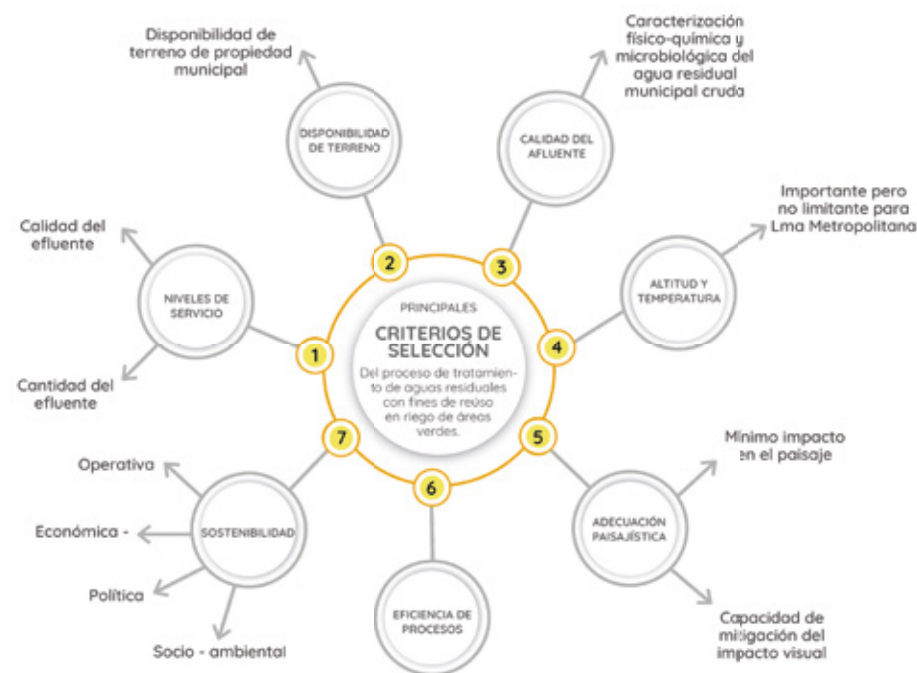 Disponibilidad de
terreno de propiedad
municipal
DISPONIBILIDAD
DE TERRENO
2
Caracterización
físico-química y
microbiológica del
agua residual
municipal cruda
CALIDAD DEL
AFLUENTE
3
Importante pero
no limitante para
Lma Metropolitana
ALTITUD Y
TEMPERATURA
4
Calidad del
efluente
NIVELES DE
SERVICIO
Cantidad del
efluente
1
PRINCIPALES
CRITERIOS DE
SELECCIÓN
Del proceso de tratamien-
to de aguas residuales
con fines de reúso
en riego de áreas
verdes.
5
Mínimo impacto
en el paisaje
ADECUACIÓN
PAISAJÍSTICA
Capacidad de
mitigación del
impacto visual
6
EFICIENCIA DE
PROCESOS
7
SOSTENIBILIDAD
Operativa
Económica -
Política
Socio - ambiental